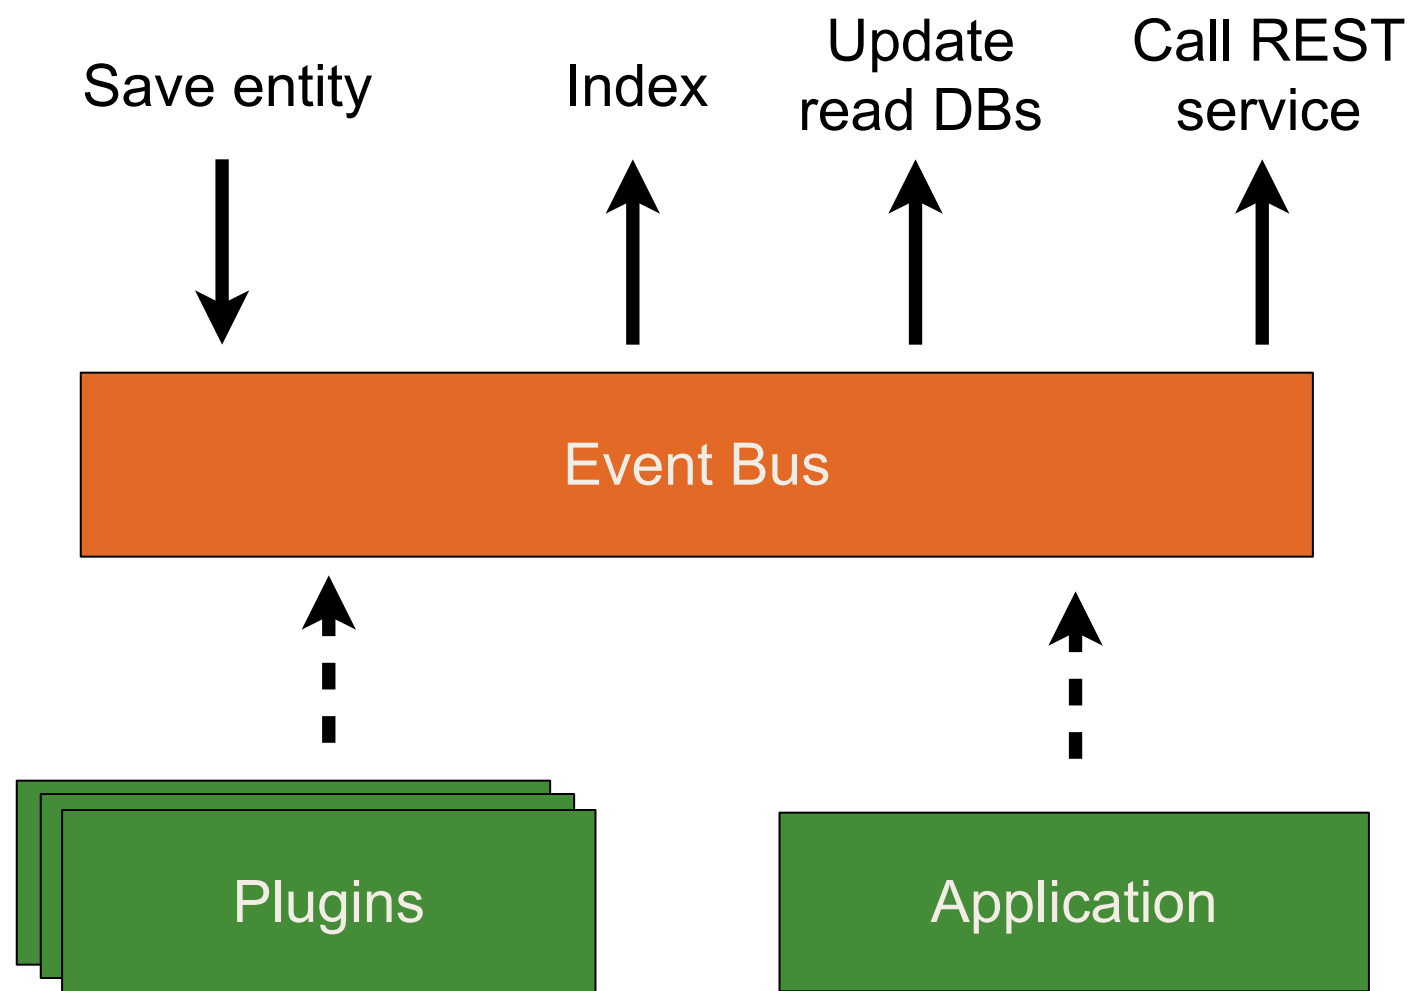 Save entity
Index
Update
read DBs
Call REST
service
Event Bus
Plugins
Application